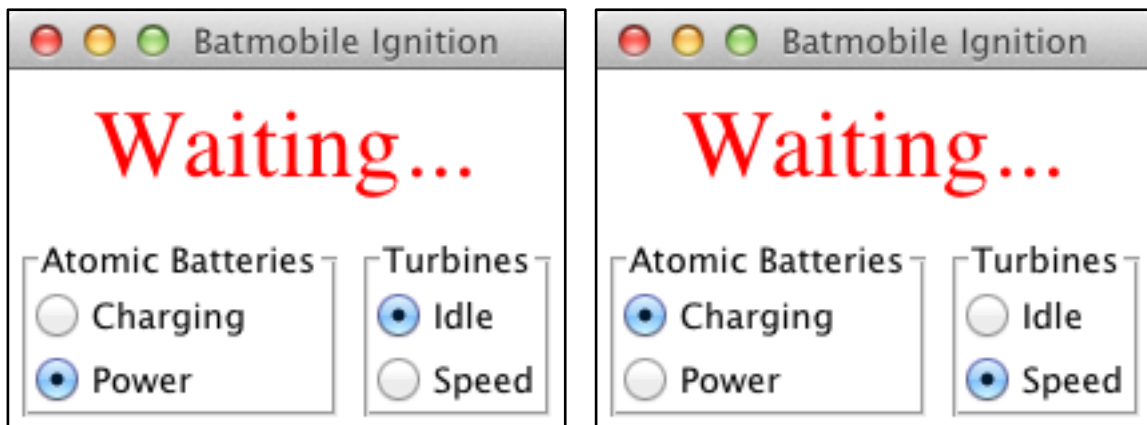 Batmobile Ignition
Waiting...
Atomic Batteries
Charging
Power
Turbines
Idle
Speed
Batmobile Ignition
Waiting...
Atomic Batteries
Charging
Power
Turbines
Idle
Speed